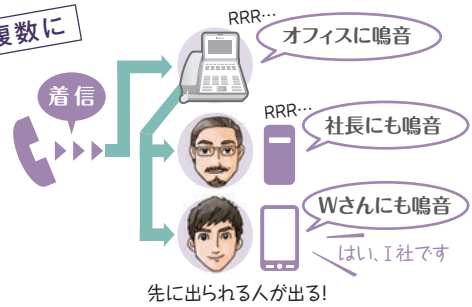 複数に
RRR…
オフィスに鳴音
着信
RRR…
社長にも鳴音
Wさんにも鳴音
はい、I社です
先に出られる人が出る!